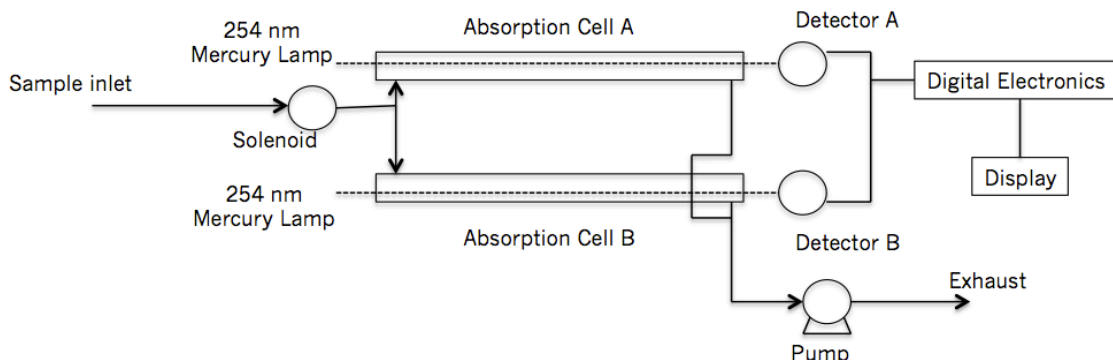 254 nm
Mercury Lamp
Absorption Cell A
Detector A
Sample inlet
Digital Electronics
Solenoid
Display
254 nm
Mercury Lamp
Absorption Cell B
Detector B
Exhaust
Pump